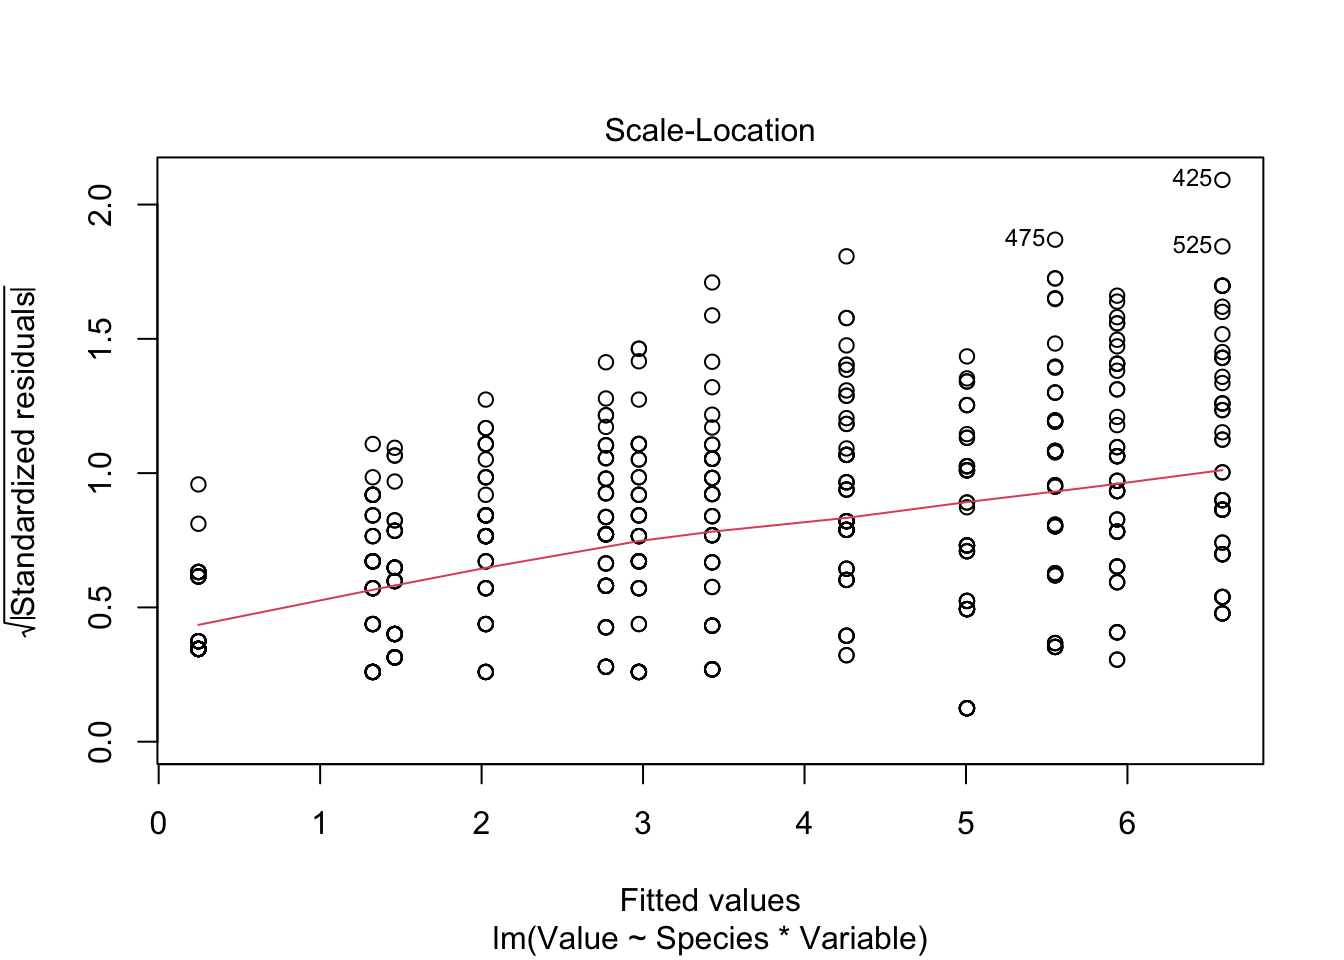 Scale-Location
√|Standardized residuals|
2.0
1.5
1.0
0.5
0.0
425
475
525
0 1 2 3 4 5 6
Fitted values
lm(Value ~ Species * Variable)